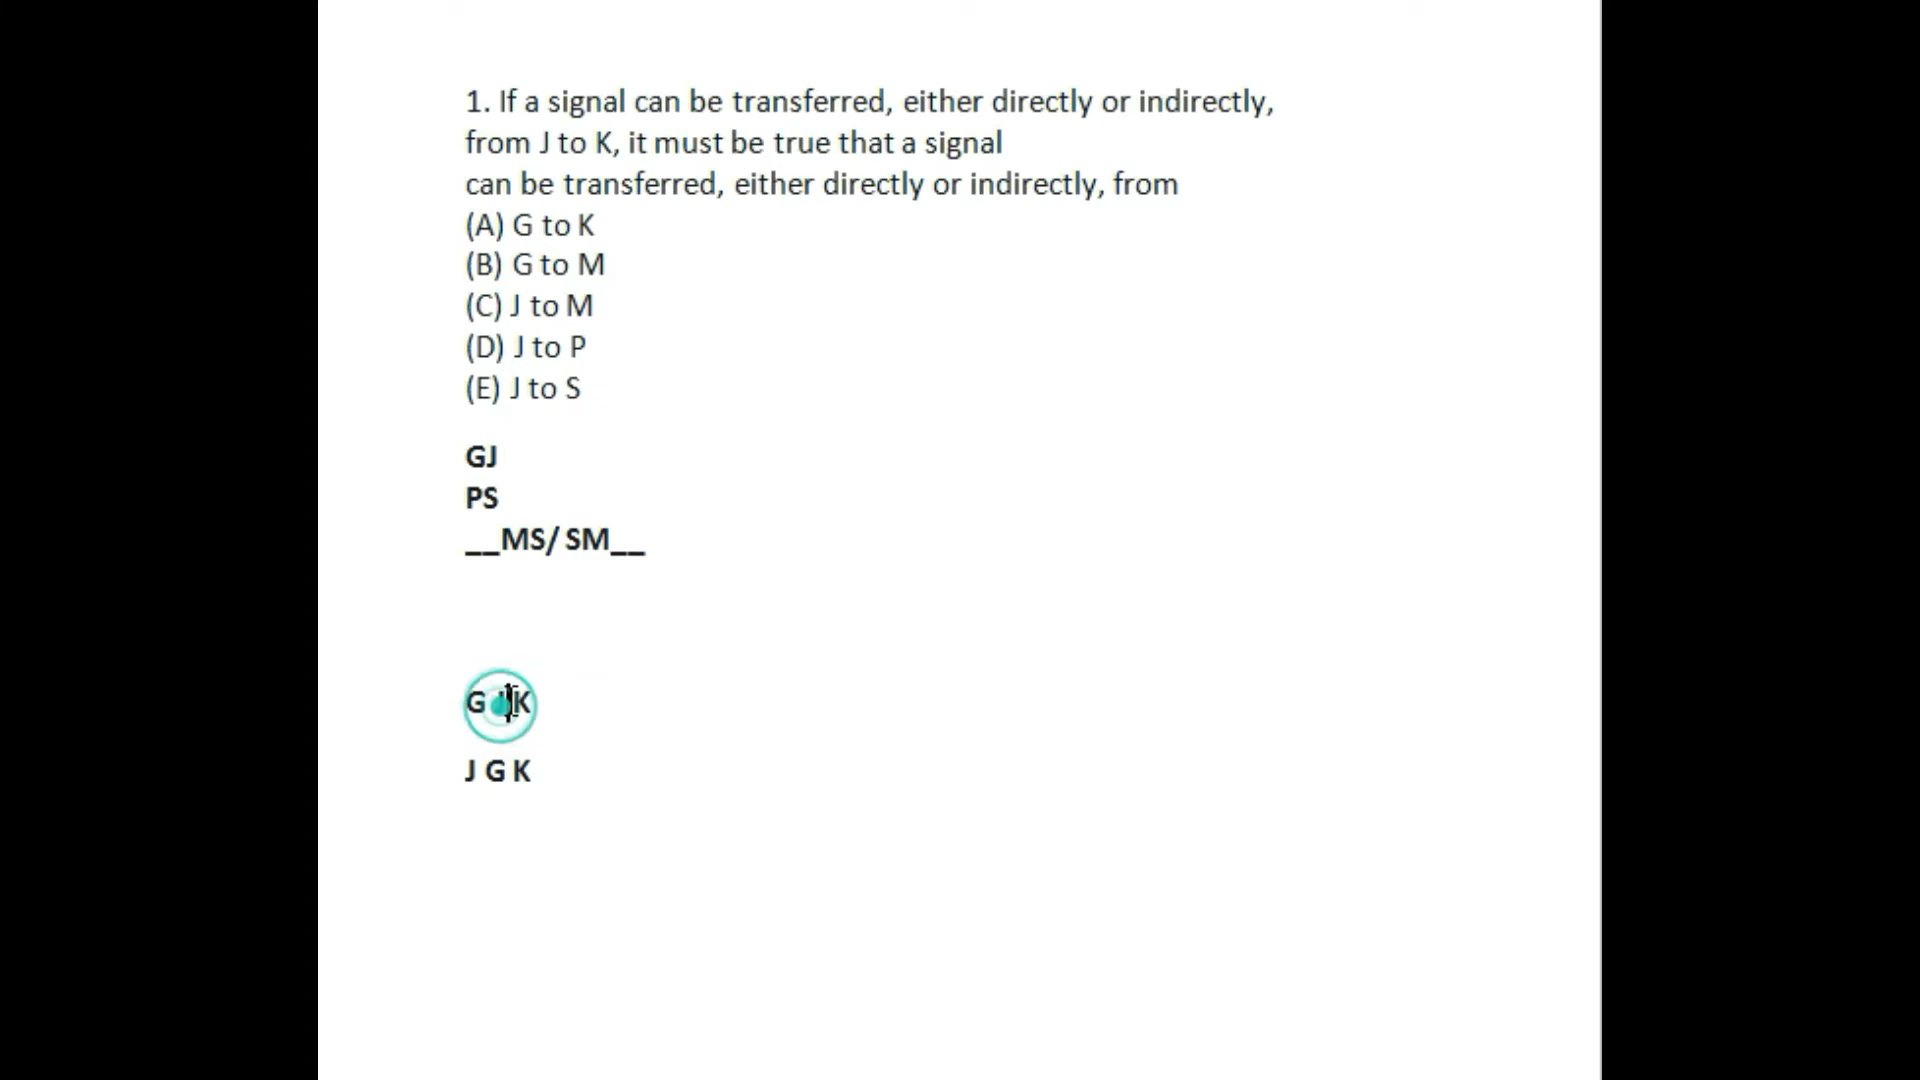 1. If a signal can be transferred, either directly or indirectly,
from J to K, it must be true that a signal
can be transferred, either directly or indirectly, from
(A) G to K
(B) G to M
(C) J to M
(D) J to P
(E) J to S
GJ
PS
__MS/ SM__
G K
J G K